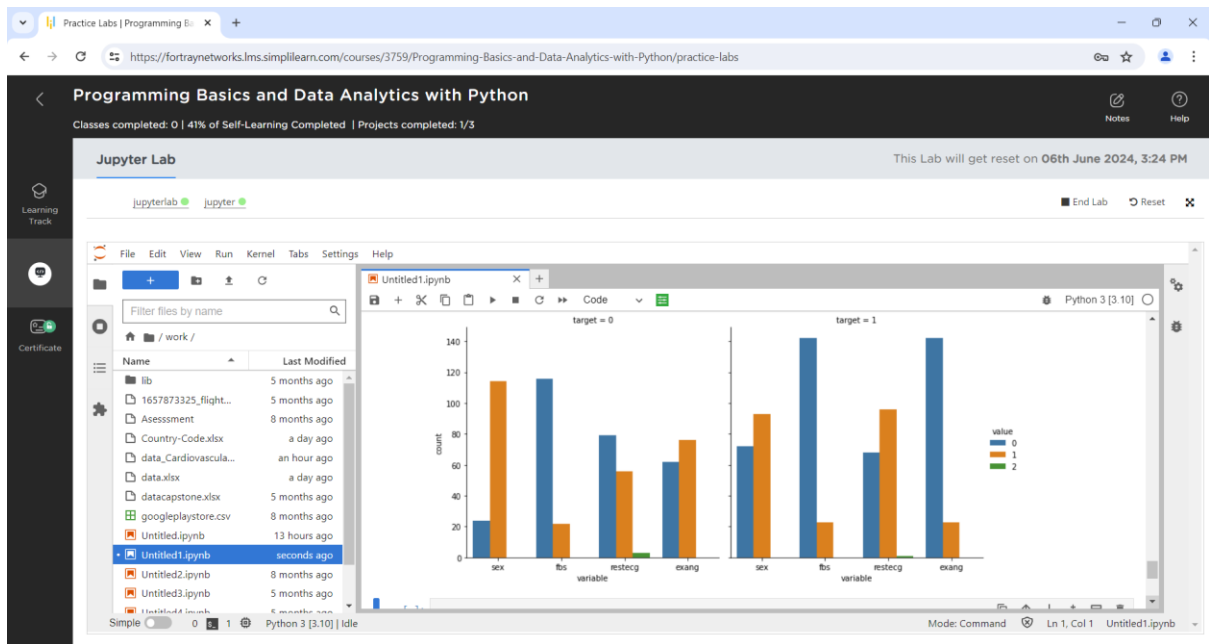 Practice Labs | Programming Ba
https://fortraynetworks.lms.simplilearn.com/courses/3759/Programming-Basics-and-Data-Analytics-with-Python/practice-labs
Programming Basics and Data Analytics with Python
Classes completed: 0 | 41% of Self-Learning Completed | Projects completed: 1/3
Notes
Help
Learning
Track
Certificate
Jupyter Lab
This Lab will get reset on 06th June 2024, 3:24 PM
jupyterlab
jupyter
End Lab
Reset
File Edit View Run Kernel Tabs Settings Help
Filter files by name
/ work /
Name Last Modified
lib 5 months ago
1657873325_flight... 5 months ago
Asesssment 8 months ago
Country-Code.xlsx a day ago
data_Cardiovascula... an hour ago
data.xlsx a day ago
datacapstone.xlsx 5 months ago
googleplaystore.csv 8 months ago
Untitled.ipynb 13 hours ago
Untitled1.ipynb seconds ago
Untitled2.ipynb 8 months ago
Untitled3.ipynb 5 months ago
Untitled4.ipynb 5 months ago
Untitled1.ipynb
Code
Python 3 [3.10]
target = 0
target = 1
140
120
100
80
60
40
20
0
count
sex fbs restecg exang
variable
sex fbs restecg exang
variable
value
0
1
2
Simple 0 1 Python 3 [3.10] | Idle
Mode: Command Ln 1, Col 1 Untitled1.ipynb